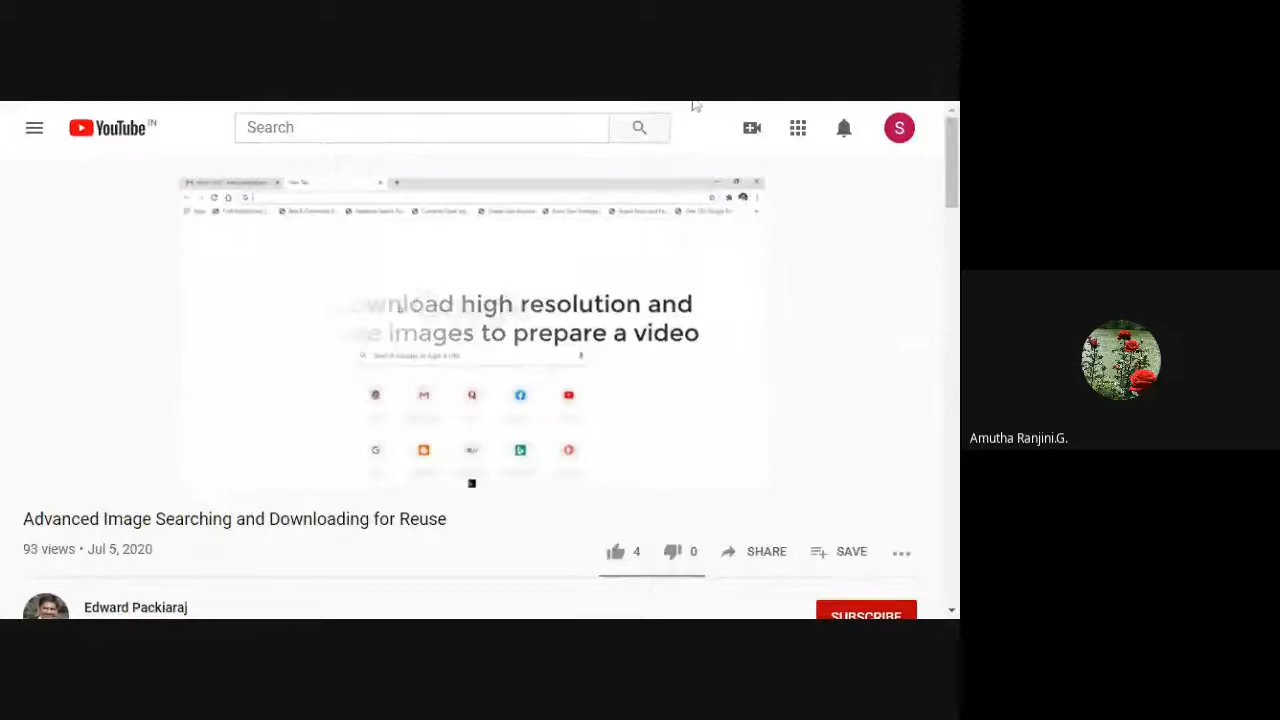 YouTube IN
Search
S
download high resolution and
images to prepare a video
Advanced Image Searching and Downloading for Reuse
93 views • Jul 5, 2020
4
0
SHARE
SAVE
Edward Packiaraj
SUBSCRIBE
Amutha Ranjini.G.